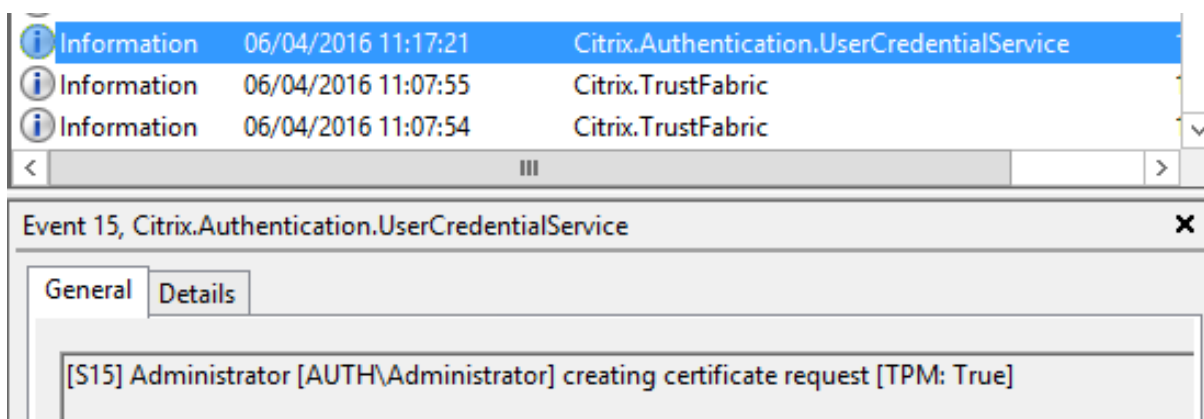 Information 06/04/2016 11:17:21 Citrix.Authentication.UserCredentialService
Information 06/04/2016 11:07:55 Citrix.TrustFabric
Information 06/04/2016 11:07:54 Citrix.TrustFabric
Event 15, Citrix.Authentication.UserCredentialService
General Details
[S15] Administrator [AUTH\Administrator] creating certificate request [TPM: True]